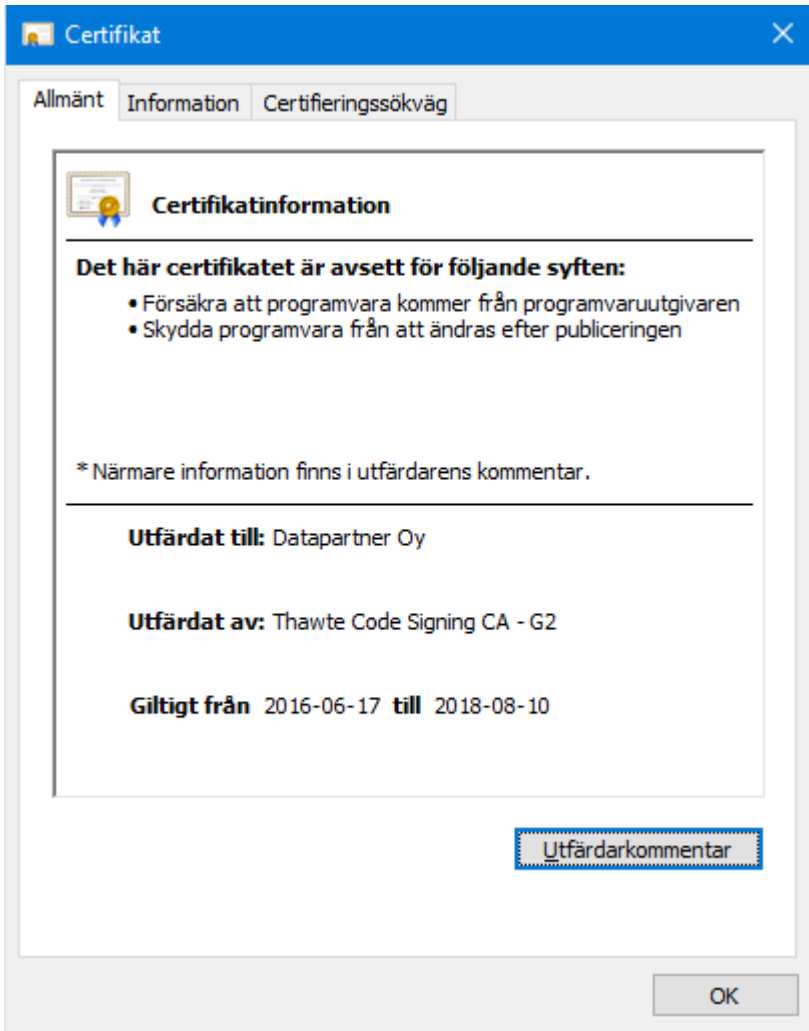 Certifikat
Allmänt Information Certifieringssökväg
Certifikatinformation
Det här certifikatet är avsett för följande syften:
• Försäkra att programvara kommer från programvaruutgivaren
• Skydda programvara från att ändras efter publiceringen
* Närmare information finns i utfärdarens kommentar.
Utfärdat till: Datapartner Oy
Utfärdat av: Thawte Code Signing CA - G2
Giltigt från 2016-06-17 till 2018-08-10
Utfärdarkommentar
OK